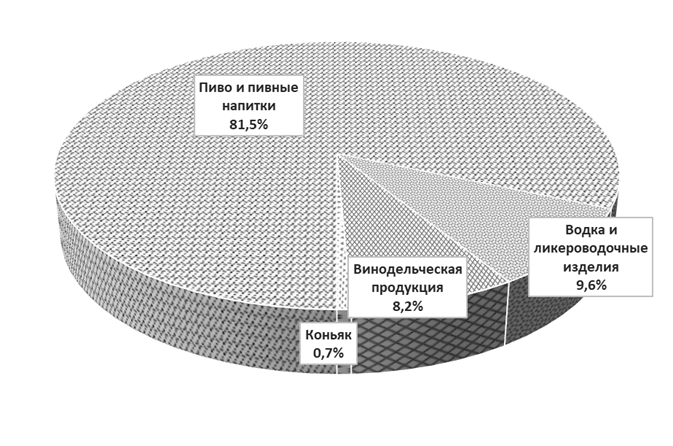 Пиво и пивные
напитки
81,5%
Водка и
ликероводочные
изделия
9,6%
Винодельческая
продукция
8,2%
Коньяк
0,7%